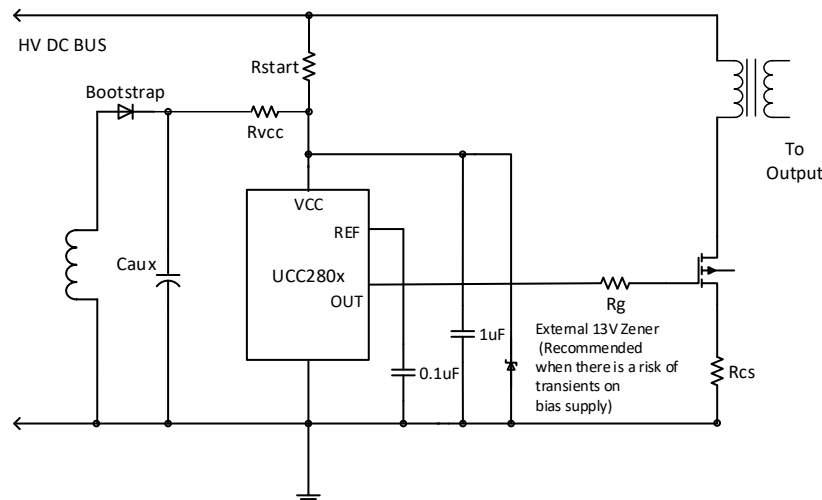 HV DC BUS
Rstart
Bootstrap
Rvcc
To
Output
VCC
REF
Caux
UCC280x
OUT
Rg
1uF
External 13V Zener
(Recommended
when there is a risk of
transients on
bias supply)
0.1uF
Rcs